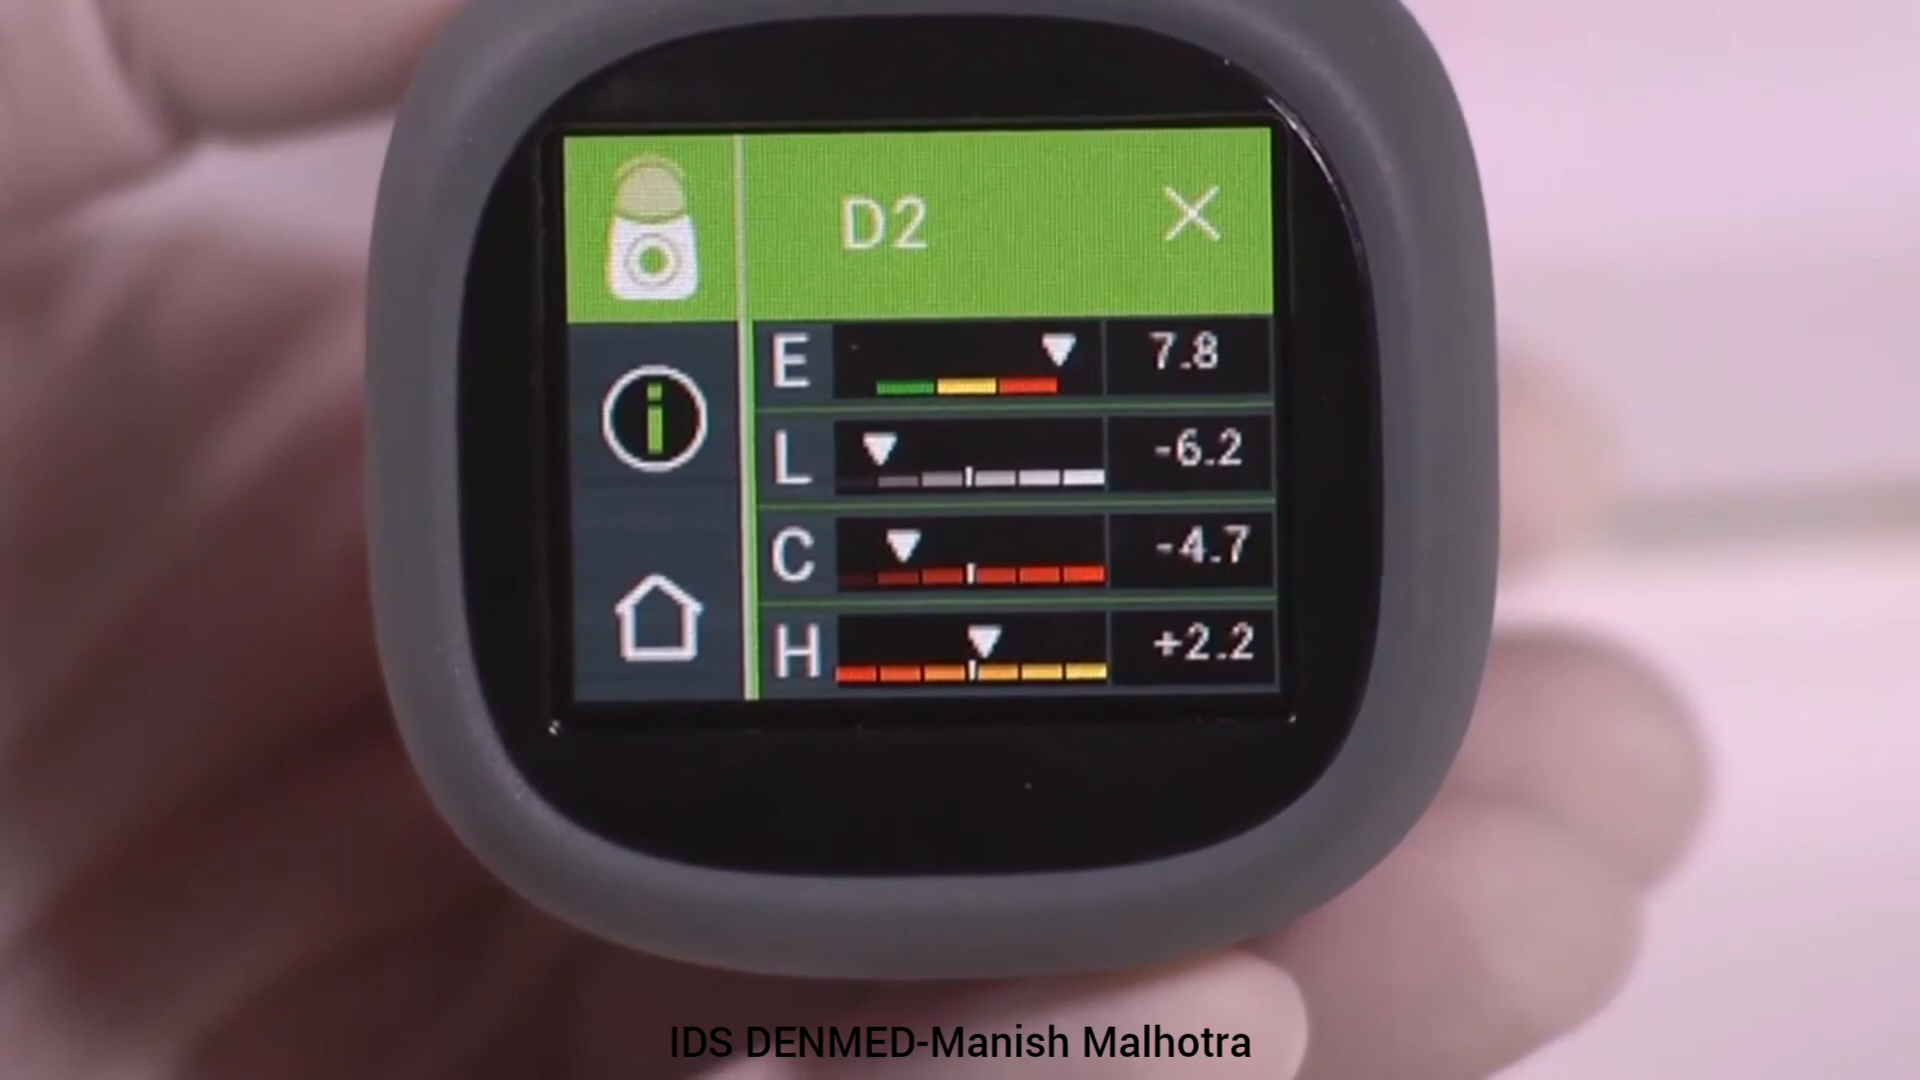 D2
E 7.8
i
L -6.2
C -4.7
H +2.2
IDS DENMED-Manish Malhotra